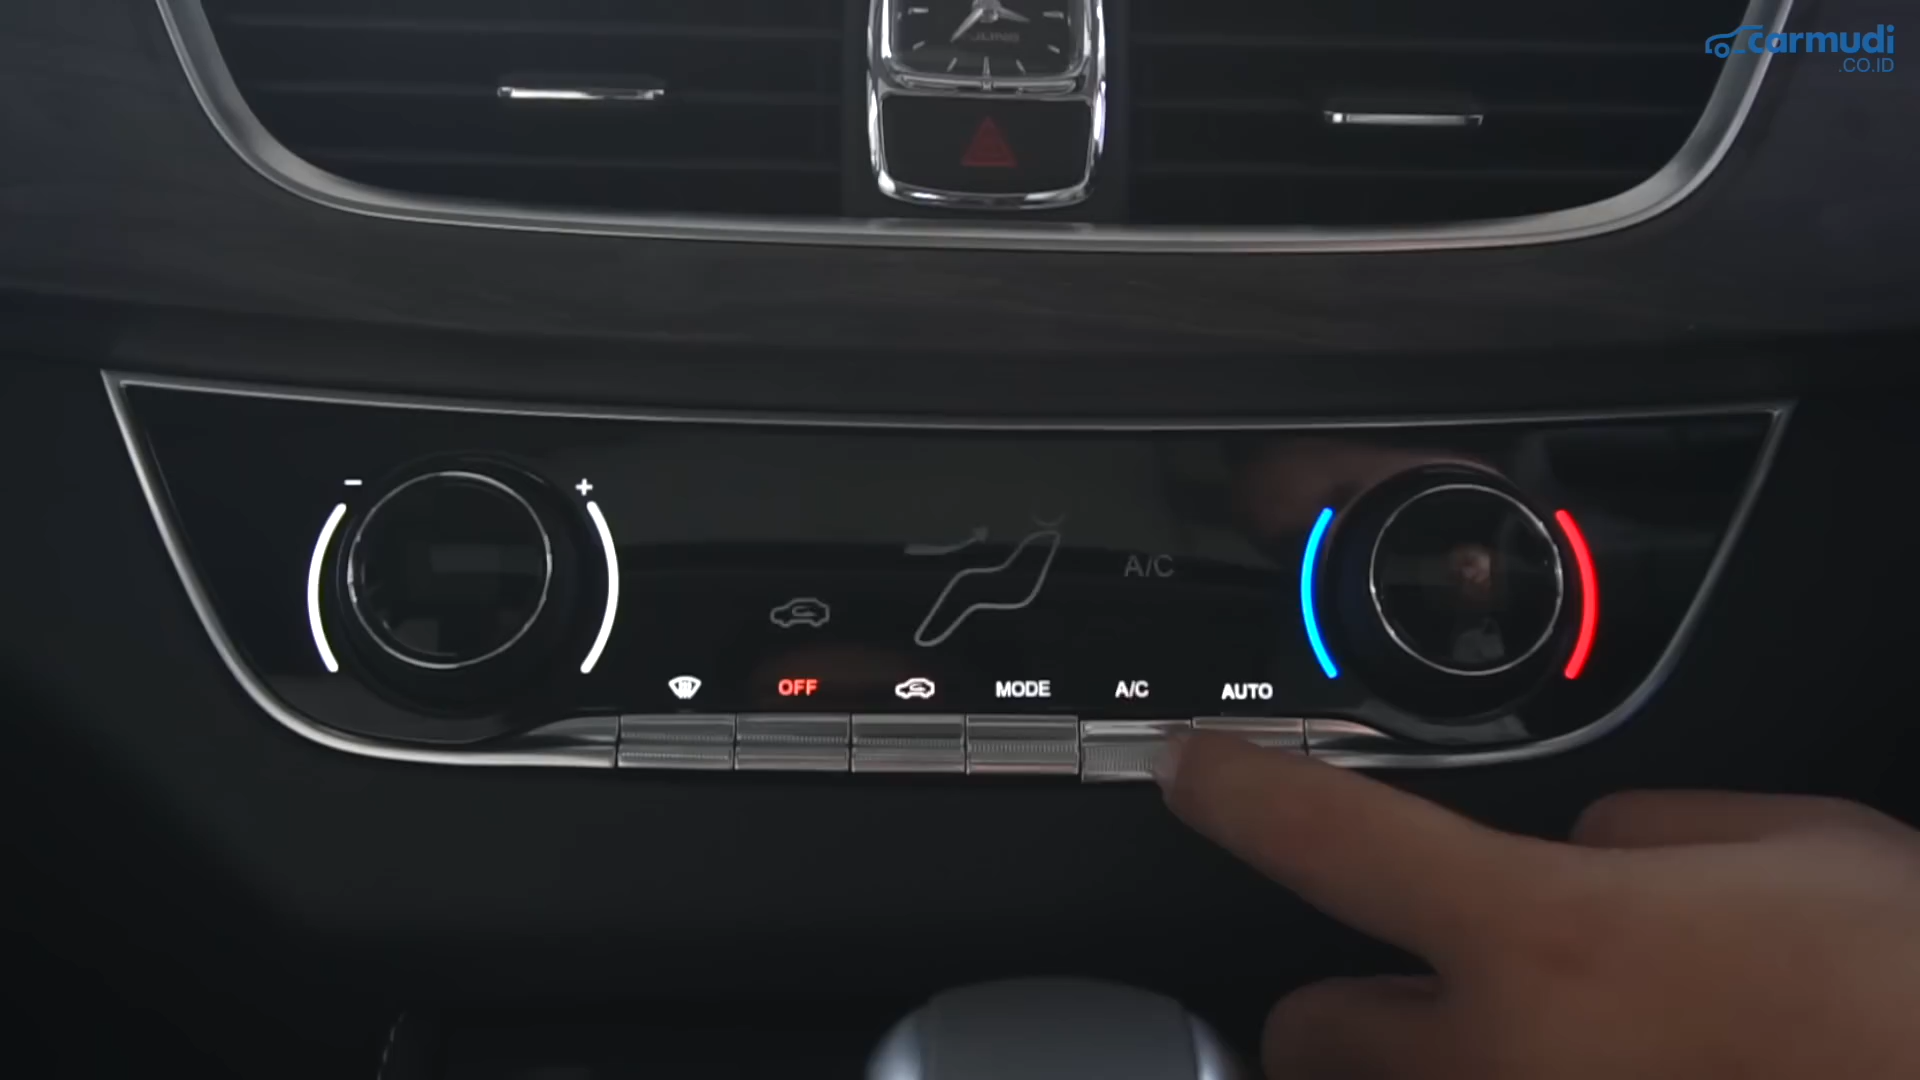 carmudi
.CO.ID
- +
A/C
OFF MODE A/C AUTO